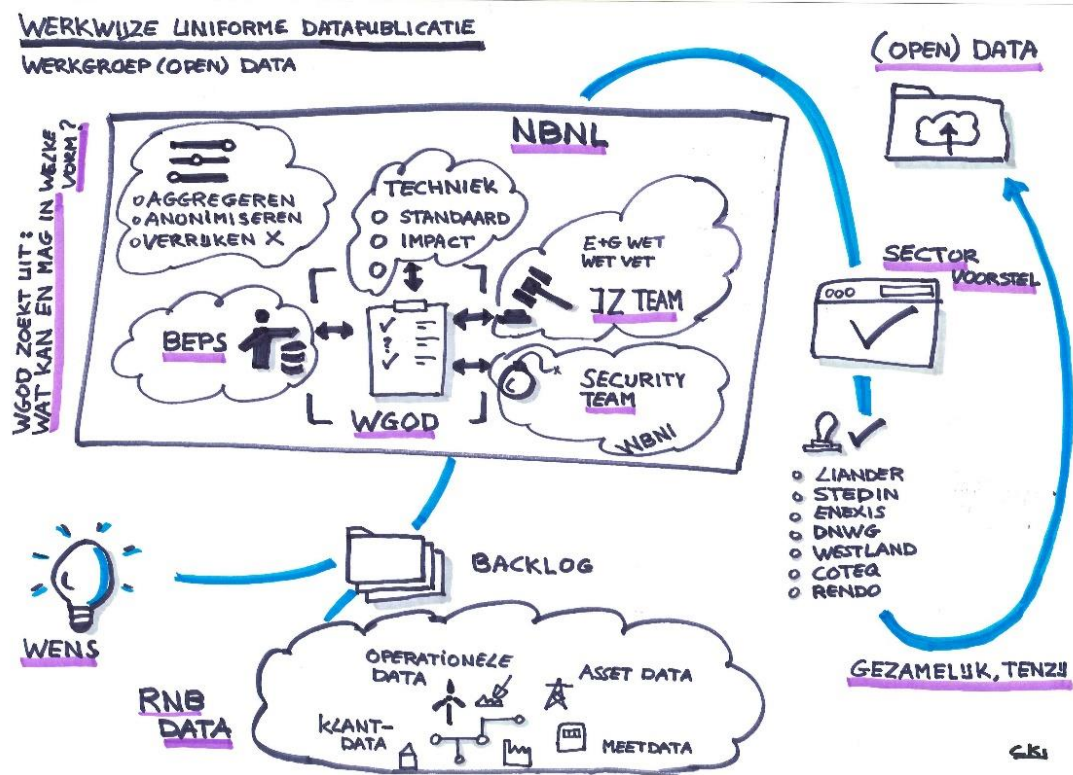 WERKWIJZE UNIFORME DATAPUBLICATIE
WERKGROEP (OPEN) DATA
(OPEN) DATA
WGOD ZOEKT UIT:
WAT KAN EN MAG IN WELKE
VORM?
NBNL
AGGREGEREN
ANONIMISEREN
VERRIJKEN X
TECHNIEK
STANDAARD
IMPACT
E+G WET
WET VET
JZ TEAM
BEPS
WGOD
SECURITY
TEAM
NBNI
SECTOR
VOORSTEL
LIANDER
STEDIN
ENEXIS
DNWG
WESTLAND
COTEQ
RENDO
GEZAMELIJK, TENZIJ
WENS
BACKLOG
RNB
DATA
OPERATIONELE
DATA
ASSET DATA
KLANT-
DATA
MEETDATA